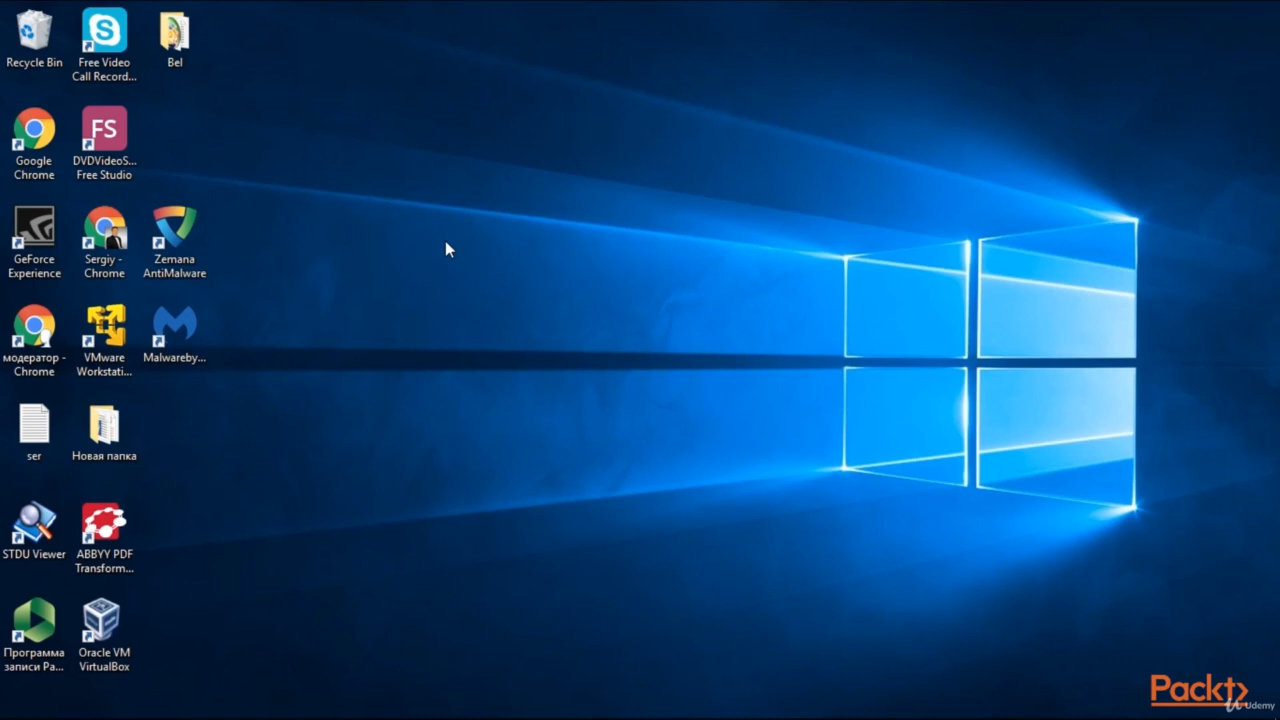 Recycle Bin
Free Video
Call Record...
Bel
Google
Chrome
FS
DVDVideoS...
Free Studio
GeForce
Experience
Sergiy -
Chrome
Zemana
AntiMalware
модератор -
Chrome
VMware
Workstati...
Malwareby...
ser
Новая папка
STDU Viewer
ABBYY PDF
Transform...
Программа
записи Pa...
Oracle VM
VirtualBox
Packt
Udemy